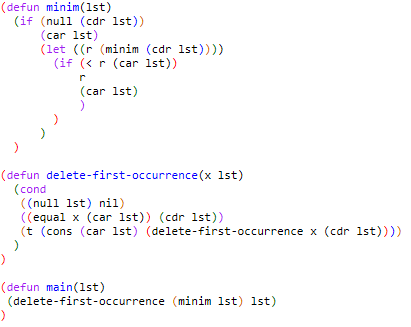 (defun minim(lst)
  (if (null (cdr lst))
      (car lst)
      (let ((r (minim (cdr lst))))
        (if (< r (car lst))
            r
            (car lst)
            )
        )
      )
  )

(defun delete-first-occurrence(x lst)
  (cond
   ((null lst) nil)
   ((equal x (car lst)) (cdr lst))
   (t (cons (car lst) (delete-first-occurrence x (cdr lst))))
  )
)

(defun main(lst)
 (delete-first-occurrence (minim lst) lst)
)